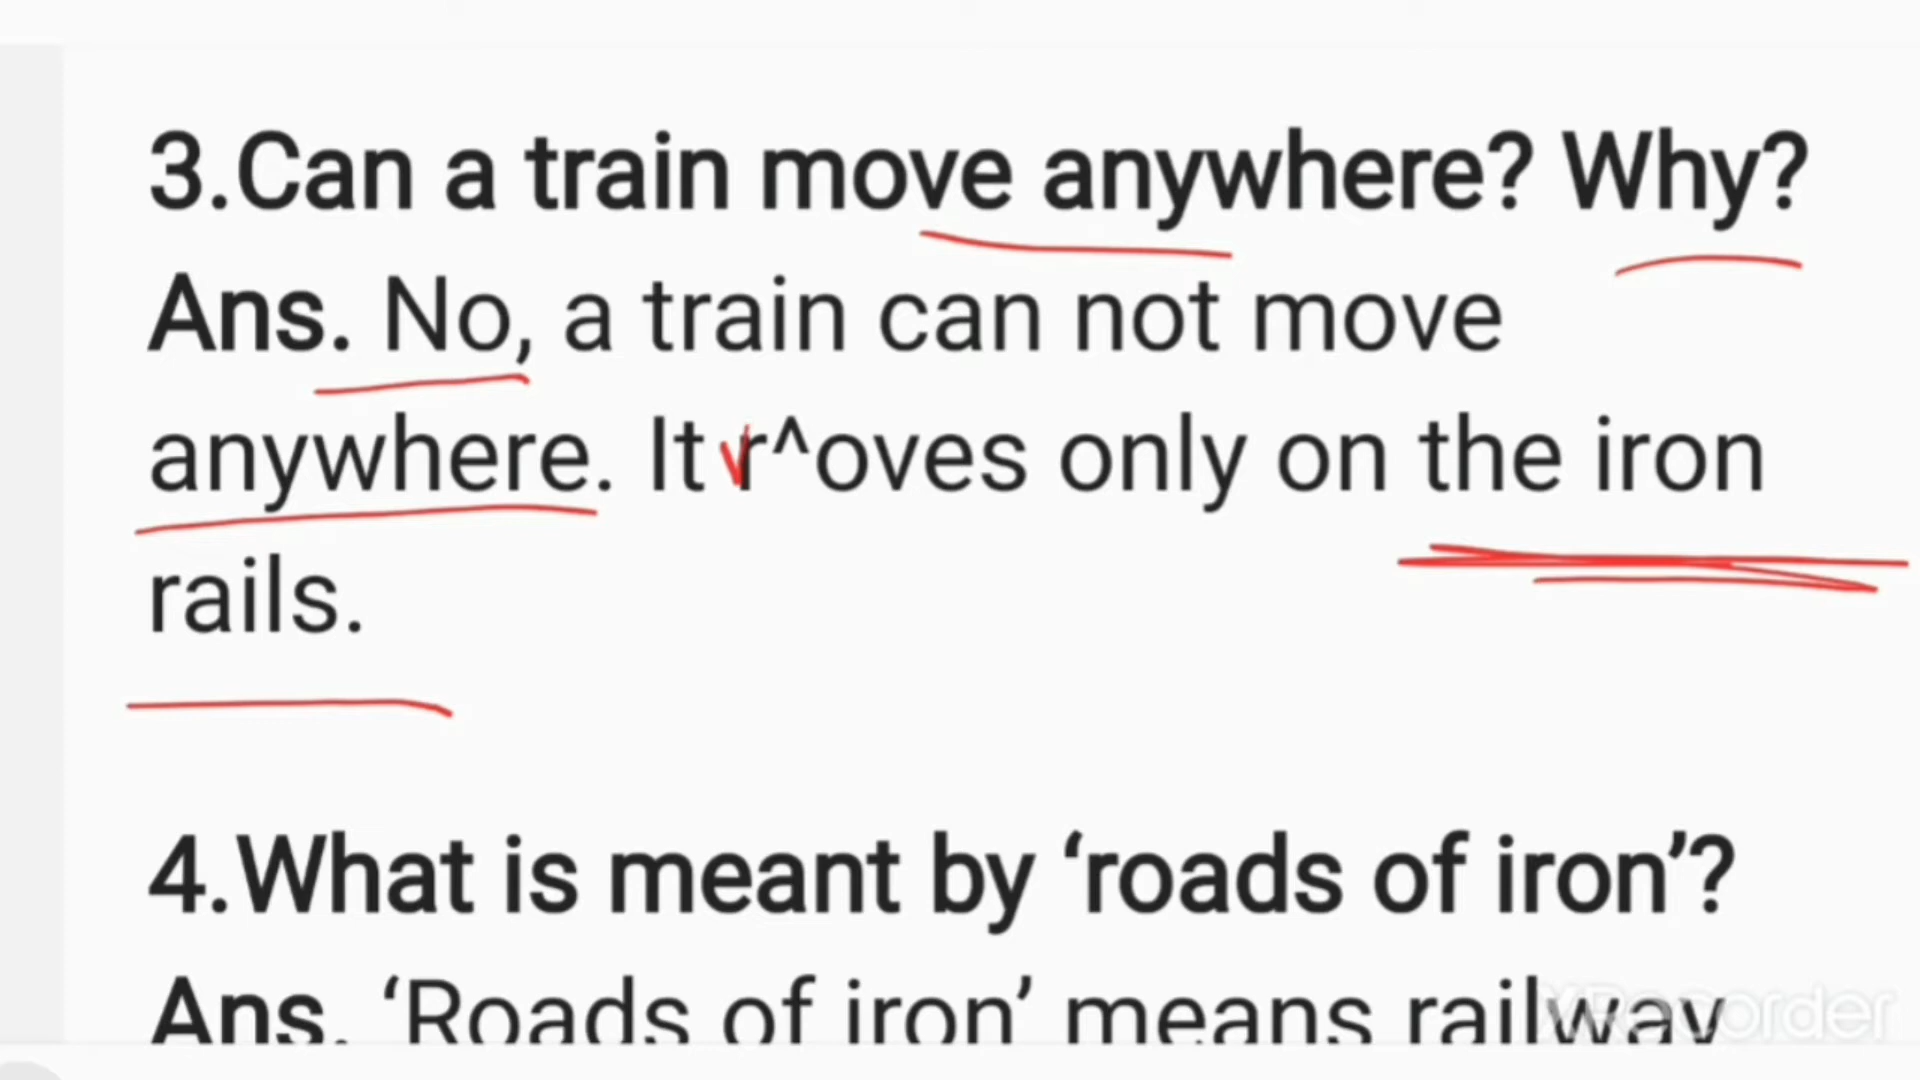 3.Can a train move anywhere? Why?
Ans. No, a train can not move
anywhere. It r^oves only on the iron
rails.
4.What is meant by ‘roads of iron’?
Ans. ‘Roads of iron’ means railway
XRecorder